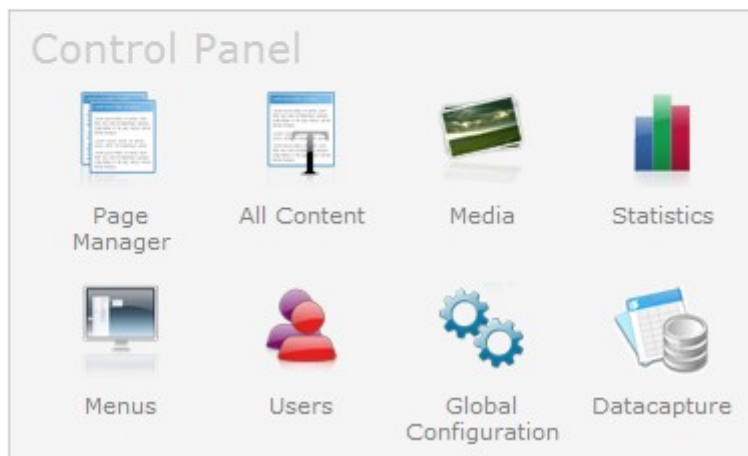 Control Panel
Page
Manager
All Content
Media
Statistics
Menus
Users
Global
Configuration
Datacapture